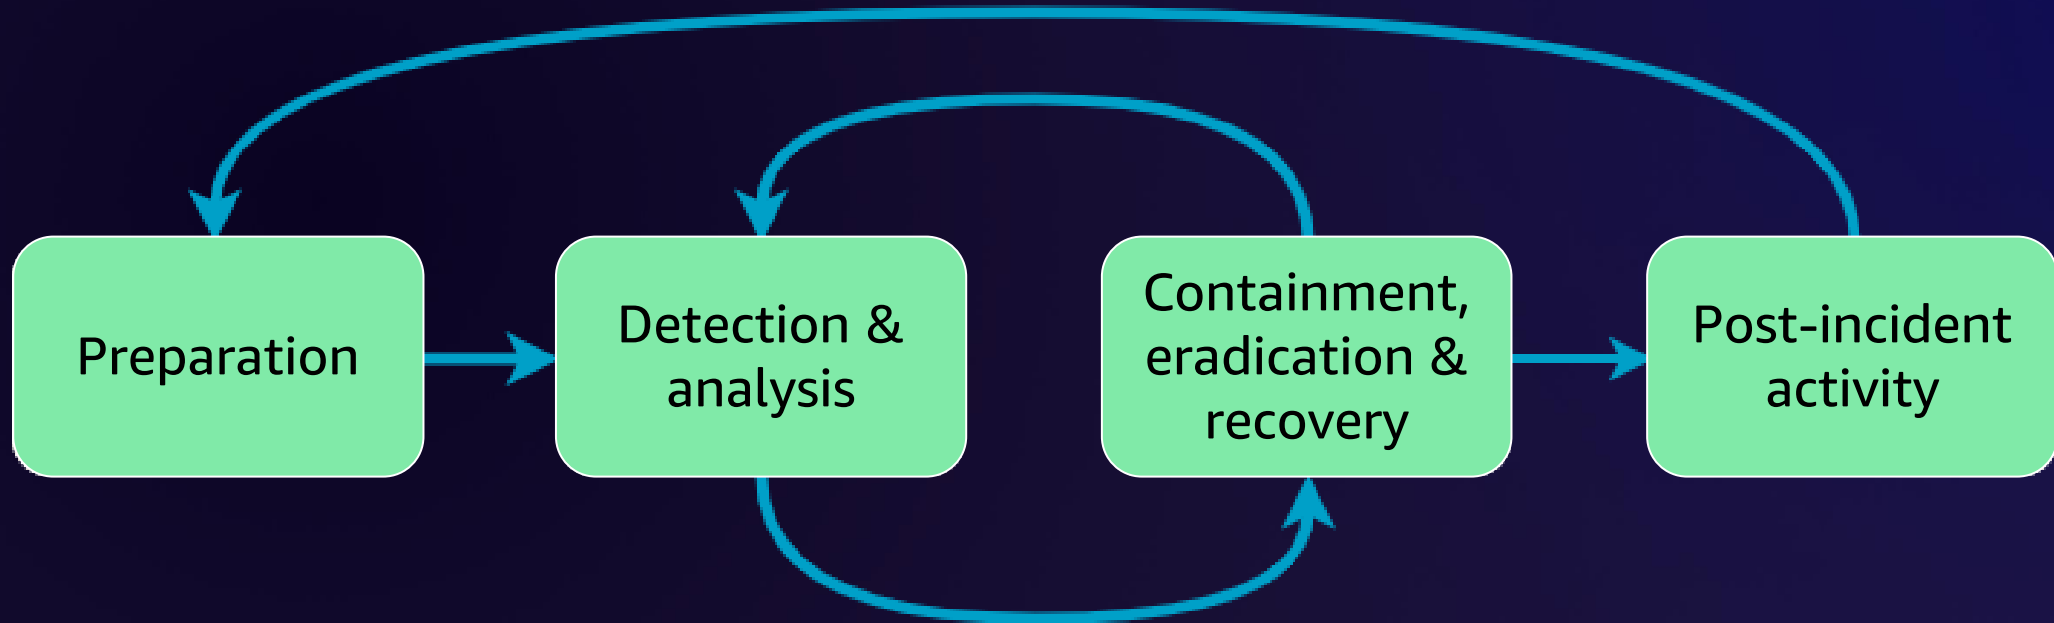 Preparation
Detection &
analysis
Containment,
eradication &
recovery
Post-incident
activity